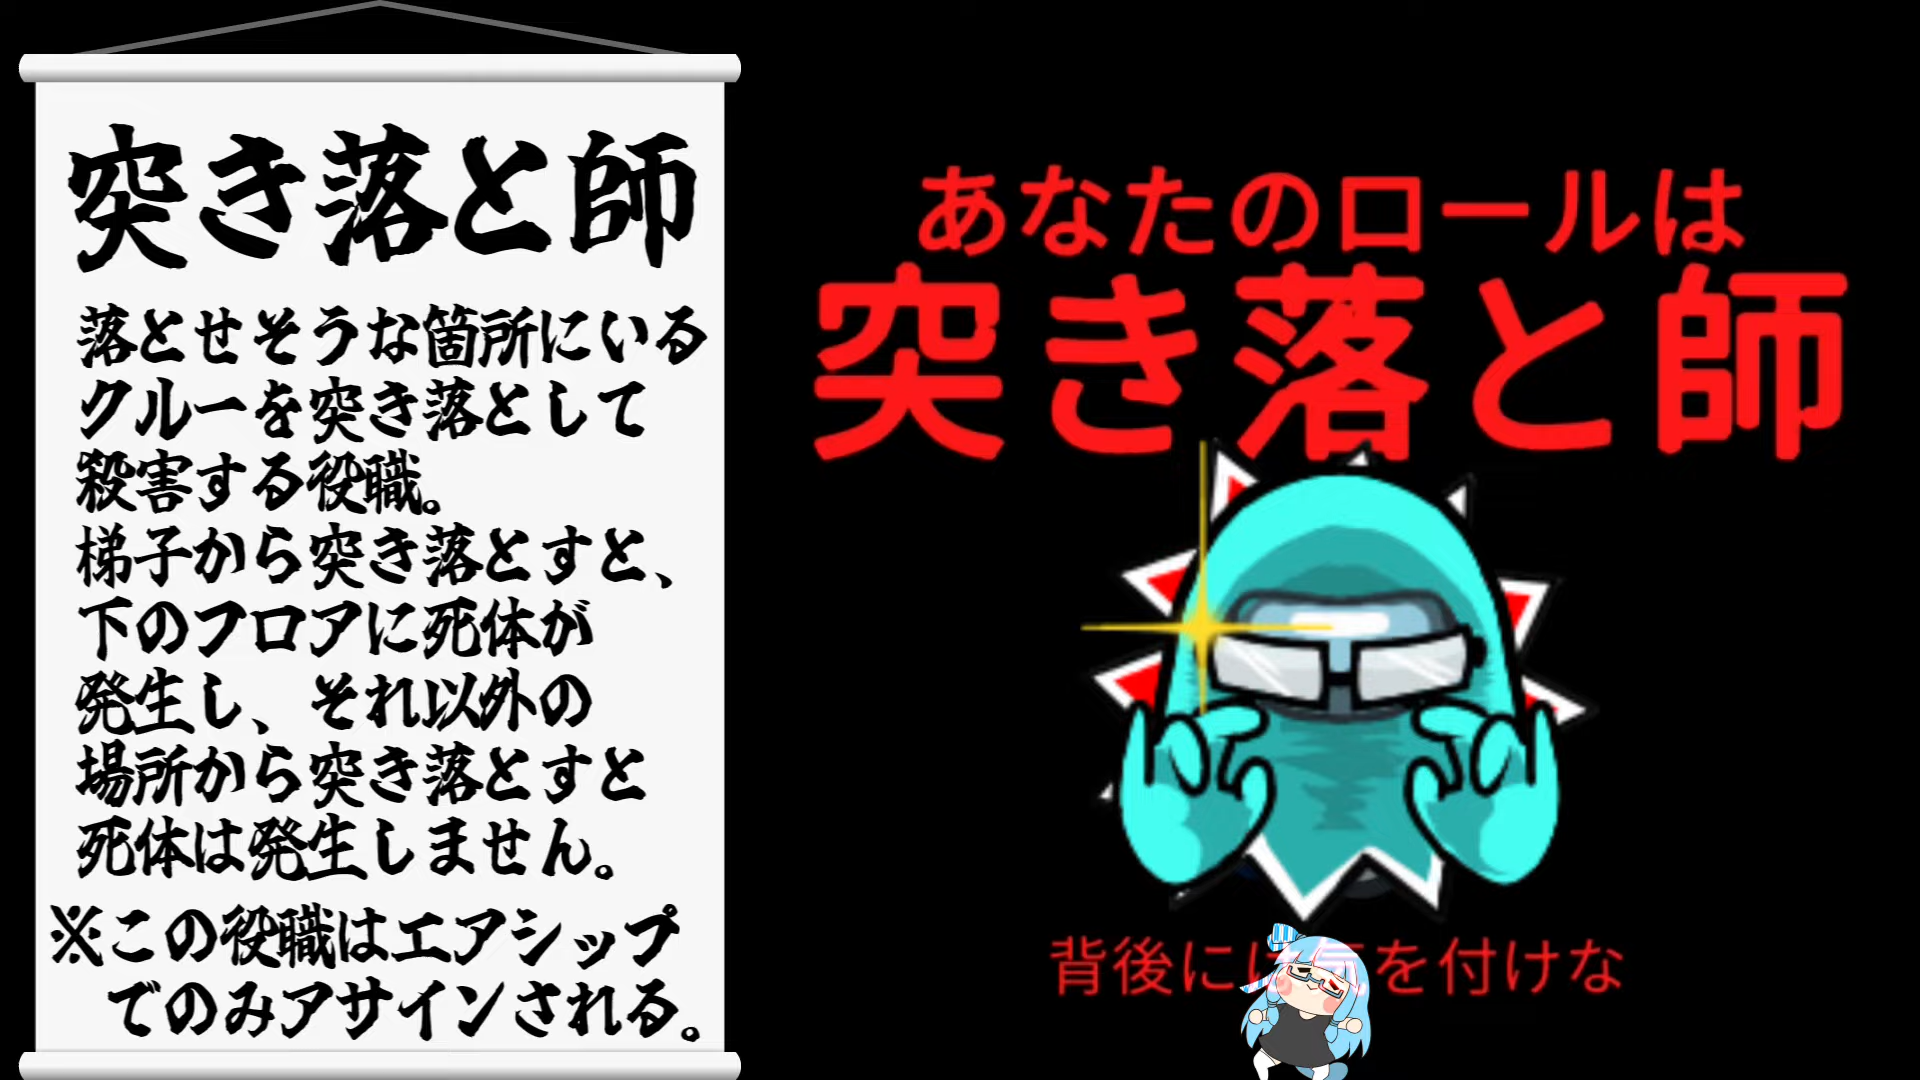 突き落と師
落とせそうな箇所にいる
クルーを突き落として
殺害する役職。
梯子から突き落とすと、
下のフロアに死体が
発生し、それ以外の
場所から突き落とすと
死体は発生しません。
※この役職はエアシップ
でのみアサインされる。
あなたのロールは
突き落と師
背後には気を付けな